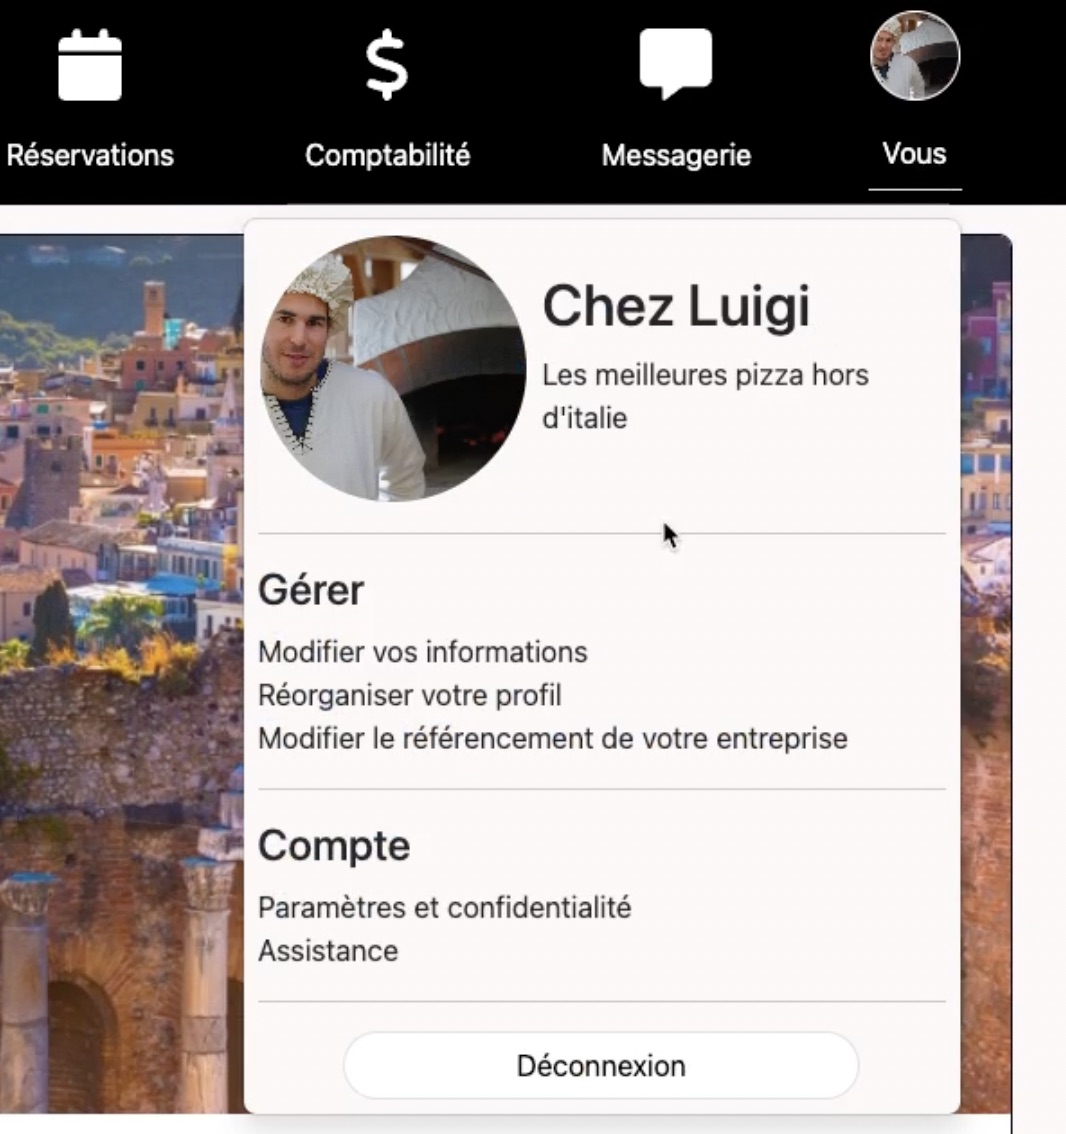 Réservations
Comptabilité
Messagerie
Vous
Chez Luigi
Les meilleures pizza hors
d'italie
Gérer
Modifier vos informations
Réorganiser votre profil
Modifier le référencement de votre entreprise
Compte
Paramètres et confidentialité
Assistance
Déconnexion